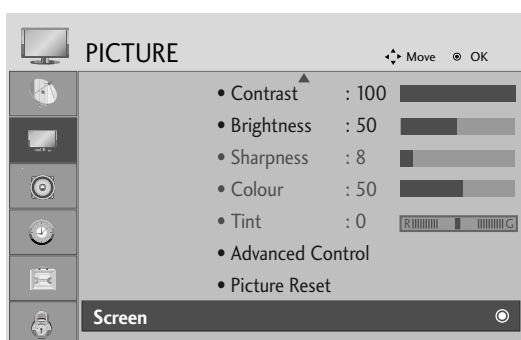 PICTURE Move OK
• Contrast : 100
• Brightness : 50
• Sharpness : 8
• Colour : 50
• Tint : 0 R G
• Advanced Control
• Picture Reset
Screen